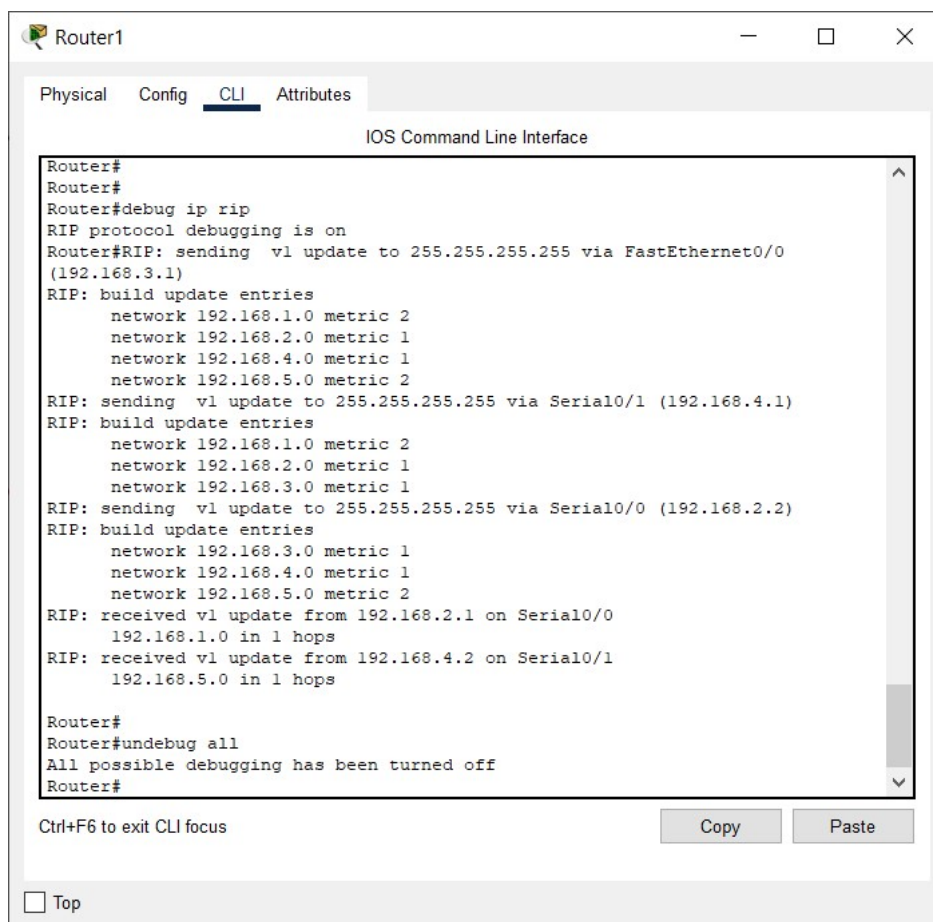 Router1
Physical Config CLI Attributes
IOS Command Line Interface
Router#
Router#
Router#debug ip rip
RIP protocol debugging is on
Router#RIP: sending  v1 update to 255.255.255.255 via FastEthernet0/0
(192.168.3.1)
RIP: build update entries
      network 192.168.1.0 metric 2
      network 192.168.2.0 metric 1
      network 192.168.4.0 metric 1
      network 192.168.5.0 metric 2
RIP: sending  v1 update to 255.255.255.255 via Serial0/1 (192.168.4.1)
RIP: build update entries
      network 192.168.1.0 metric 2
      network 192.168.2.0 metric 1
      network 192.168.3.0 metric 1
RIP: sending  v1 update to 255.255.255.255 via Serial0/0 (192.168.2.2)
RIP: build update entries
      network 192.168.3.0 metric 1
      network 192.168.4.0 metric 1
      network 192.168.5.0 metric 2
RIP: received v1 update from 192.168.2.1 on Serial0/0
      192.168.1.0 in 1 hops
RIP: received v1 update from 192.168.4.2 on Serial0/1
      192.168.5.0 in 1 hops
Router#
Router#undebug all
All possible debugging has been turned off
Router#
Ctrl+F6 to exit CLI focus
Copy
Paste
Top